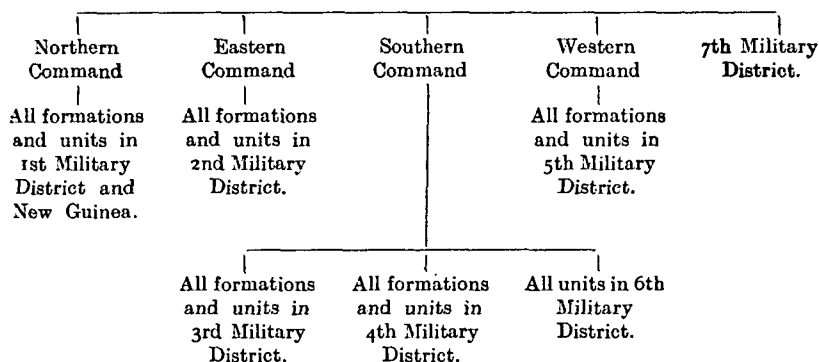 Northern
Command
Eastern
Command
Southern
Command
Western
Command
7th Military
District.
All formations
and units in
1st Military
District and
New Guinea.
All formations
and units in
2nd Military
District.
All formations
and units in
5th Military
District.
All formations
and units in
3rd Military
District.
All formations
and units in
4th Military
District.
All units in 6th
Military
District.